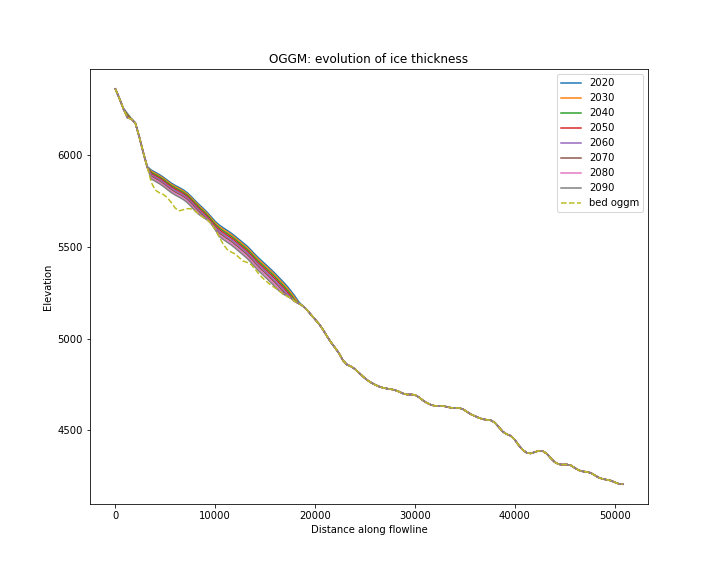 OGGM: evolution of ice thickness
2020
2030
2040
2050
2060
2070
2080
2090
bed oggm
6000
5500
5000
4500
Elevation
0 10000 20000 30000 40000 50000
Distance along flowline